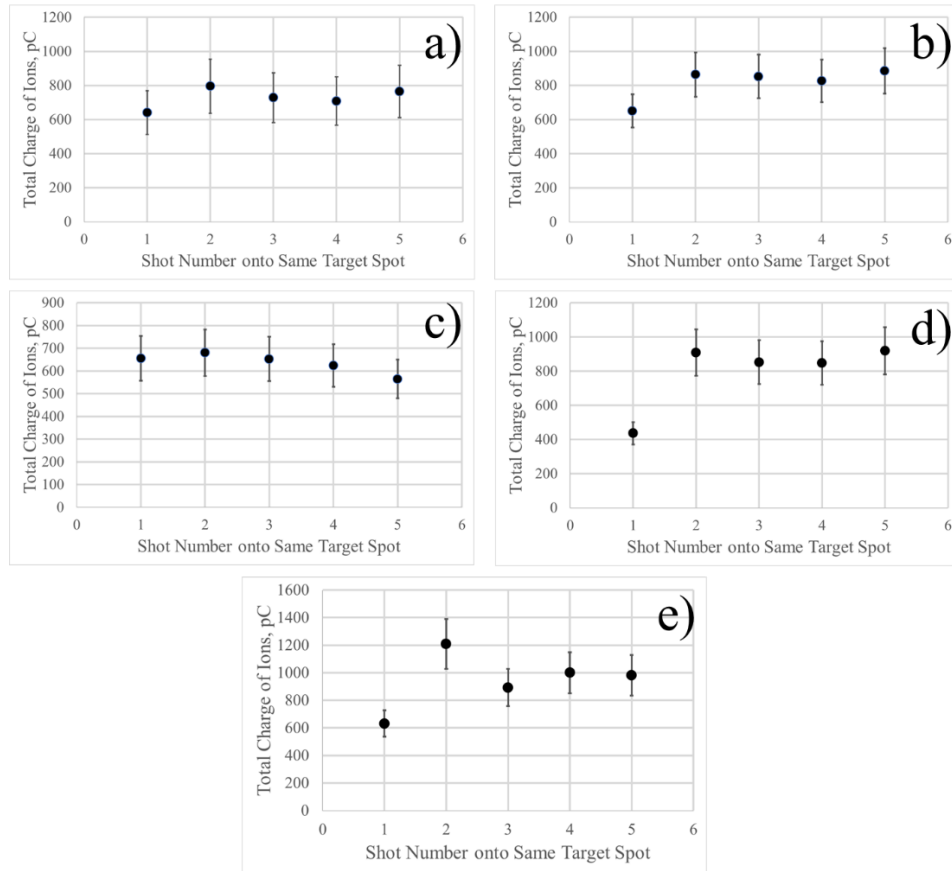 a)
Total Charge of Ions, pC
1200
1000
800
600
400
200
0
0 1 2 3 4 5 6
Shot Number onto Same Target Spot
b)
Total Charge of Ions, pC
1200
1000
800
600
400
200
0
0 1 2 3 4 5 6
Shot Number onto Same Target Spot
c)
Total Charge of Ions, pC
900
800
700
600
500
400
300
200
100
0
0 1 2 3 4 5 6
Shot Number onto Same Target Spot
d)
Total Charge of Ions, pC
1200
1000
800
600
400
200
0
0 1 2 3 4 5 6
Shot Number onto Same Target Spot
e)
Total Charge of Ions, pC
1600
1400
1200
1000
800
600
400
200
0
0 1 2 3 4 5 6
Shot Number onto Same Target Spot